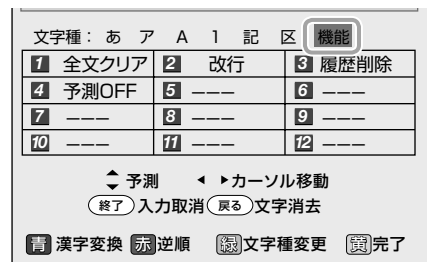 文字種： あ ア A 1 記 区 機能
1 全文クリア 2 改行 3 履歴削除
4 予測OFF 5 −−− 6 −−−
7 −−− 8 −−− 9 −−−
10 −−− 11 −−− 12 −−−
予測 カーソル移動
終了 入力取消 戻る 文字消去
青 漢字変換 赤 逆順 緑 文字種変更 黄 完了